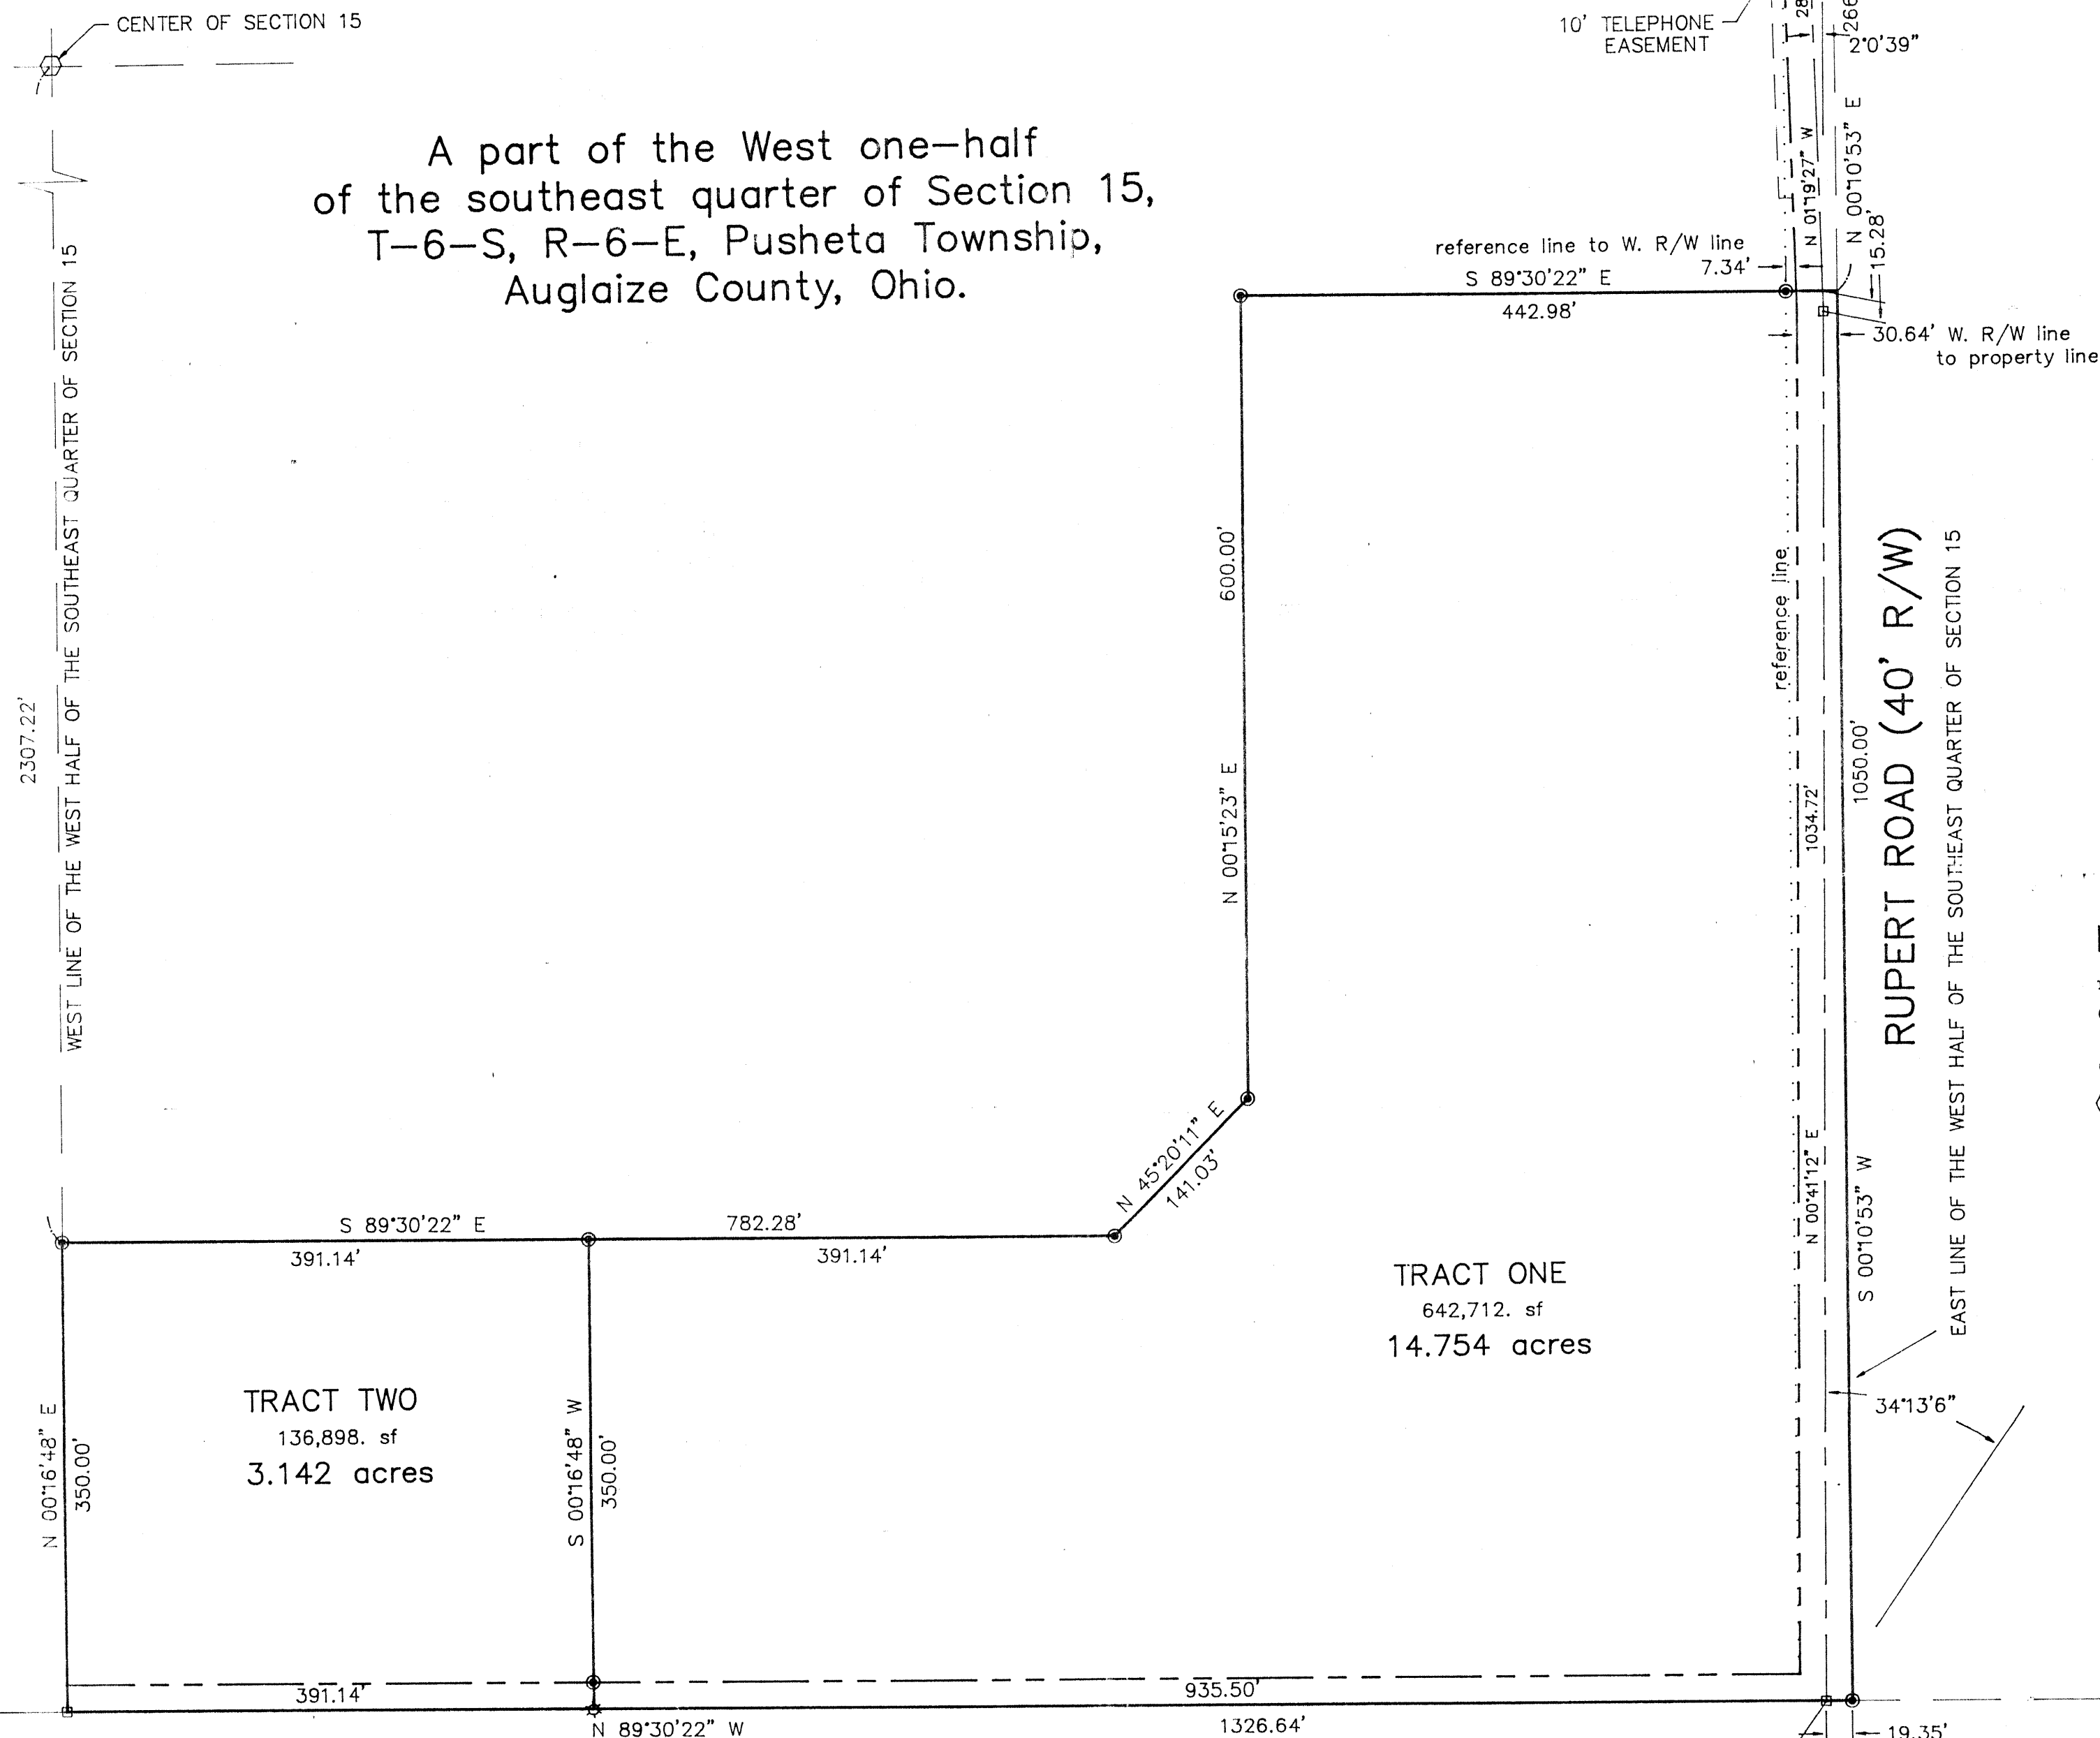 CENTER OF SECTION 15
10' TELEPHONE
EASEMENT
2°0'39"
A part of the West one-half
of the southeast quarter of Section 15,
T-6-S, R-6-E, Pusheta Township,
Auglaize County, Ohio.
N 01°19'27" W
N 00°10'53" E
15.28'
reference line to W. R/W line
7.34'
S 89°30'22" E
442.98'
30.64' W. R/W line
to property line
WEST LINE OF THE WEST HALF OF THE SOUTHEAST QUARTER OF SECTION 15
2307.22'
600.00'
N 00°15'23" E
reference line
1034.72'
1050.00'
RUPERT ROAD (40' R/W)
EAST LINE OF THE WEST HALF OF THE SOUTHEAST QUARTER OF SECTION 15
N 45°20'11" E
141.03'
N 00°41'12" E
S 00°10'53" W
S 89°30'22" E
782.28'
391.14'
391.14'
TRACT ONE
642,712. sf
14.754 acres
34°13'6"
TRACT TWO
136,898. sf
3.142 acres
N 00°16'48" E
350.00'
S 00°16'48" W
350.00'
391.14'
935.50'
N 89°30'22" W
1326.64'
19.35'